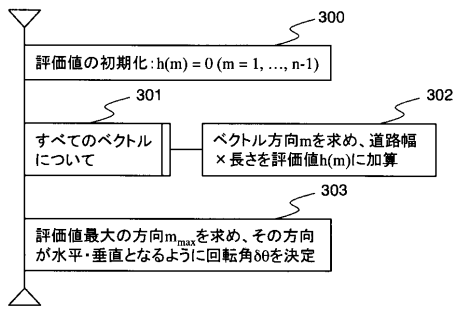 300
評価値の初期化：h(m) = 0 (m = 1, …, n-1)
301
302
すべてのベクトル
について
ベクトル方向mを求め、道路幅
×長さを評価値h(m)に加算
303
評価値最大の方向mmaxを求め、その方向
が水平・垂直となるように回転角δθを決定